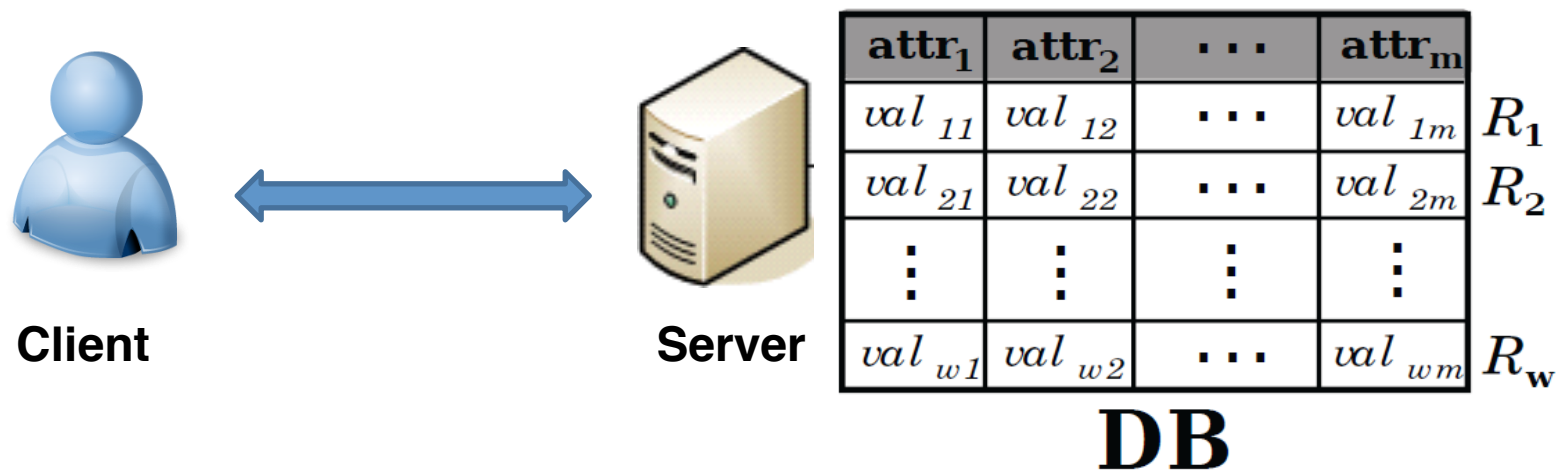 attr₁ attr₂ ... attrₘ
val ₁₁ val ₁₂ ... val ₁ₘ R₁
val ₂₁ val ₂₂ ... val ₂ₘ R₂
⋮ ⋮ ⋮ ⋮
val w1 val w2 ... val wm Rw
Client
Server
DB